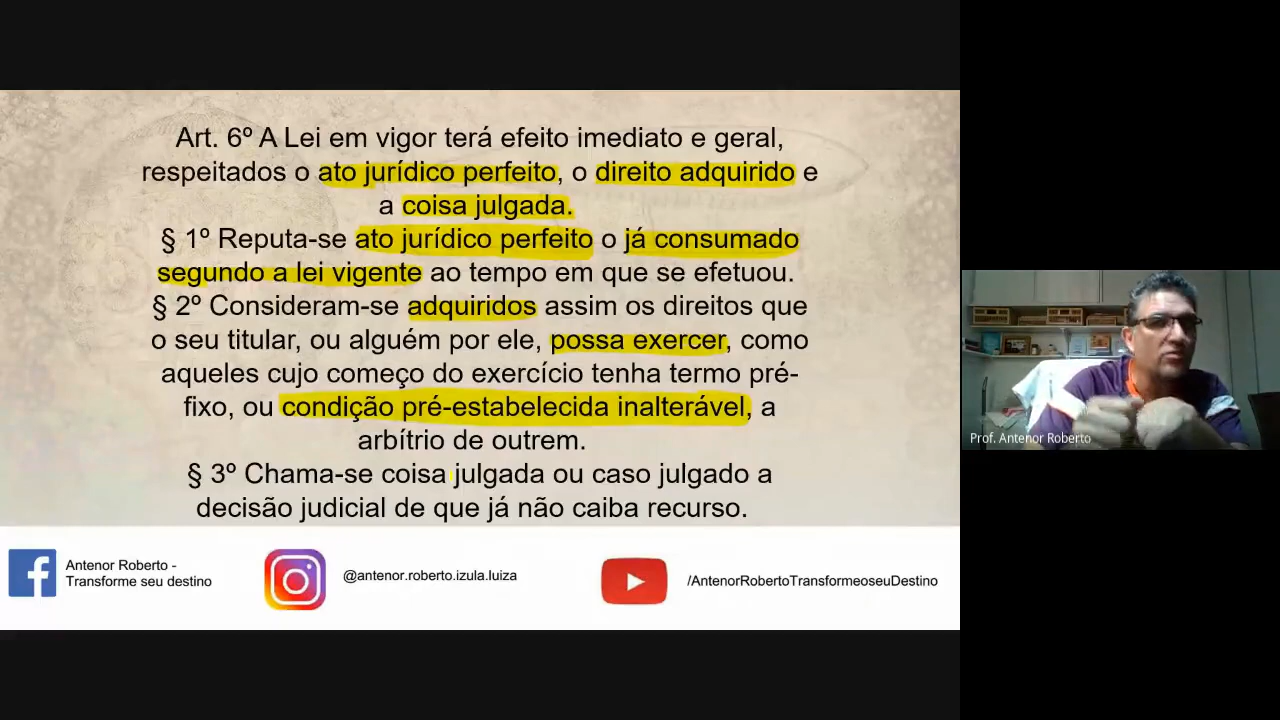 Art. 6º A Lei em vigor terá efeito imediato e geral,
respeitados o ato jurídico perfeito, o direito adquirido e
a coisa julgada.
§ 1º Reputa-se ato jurídico perfeito o já consumado
segundo a lei vigente ao tempo em que se efetuou.
§ 2º Consideram-se adquiridos assim os direitos que
o seu titular, ou alguém por ele, possa exercer, como
aqueles cujo começo do exercício tenha termo pré-
fixo, ou condição pré-estabelecida inalterável, a
arbítrio de outrem.
§ 3º Chama-se coisa julgada ou caso julgado a
decisão judicial de que já não caiba recurso.
Antenor Roberto -
Transforme seu destino
@antenor.roberto.izula.luiza
/AntenorRobertoTransformeoseuDestino
Prof. Antenor Roberto